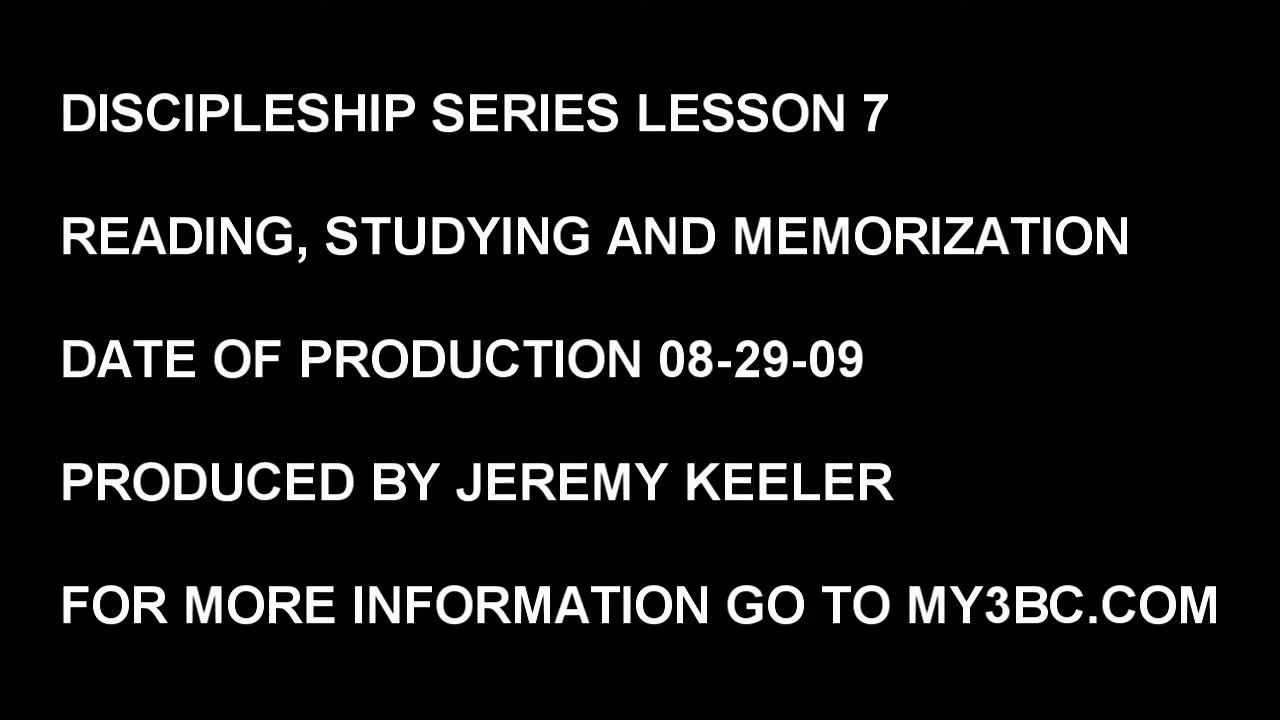 DISCIPLESHIP SERIES LESSON 7
READING, STUDYING AND MEMORIZATION
DATE OF PRODUCTION 08-29-09
PRODUCED BY JEREMY KEELER
FOR MORE INFORMATION GO TO MY3BC.COM